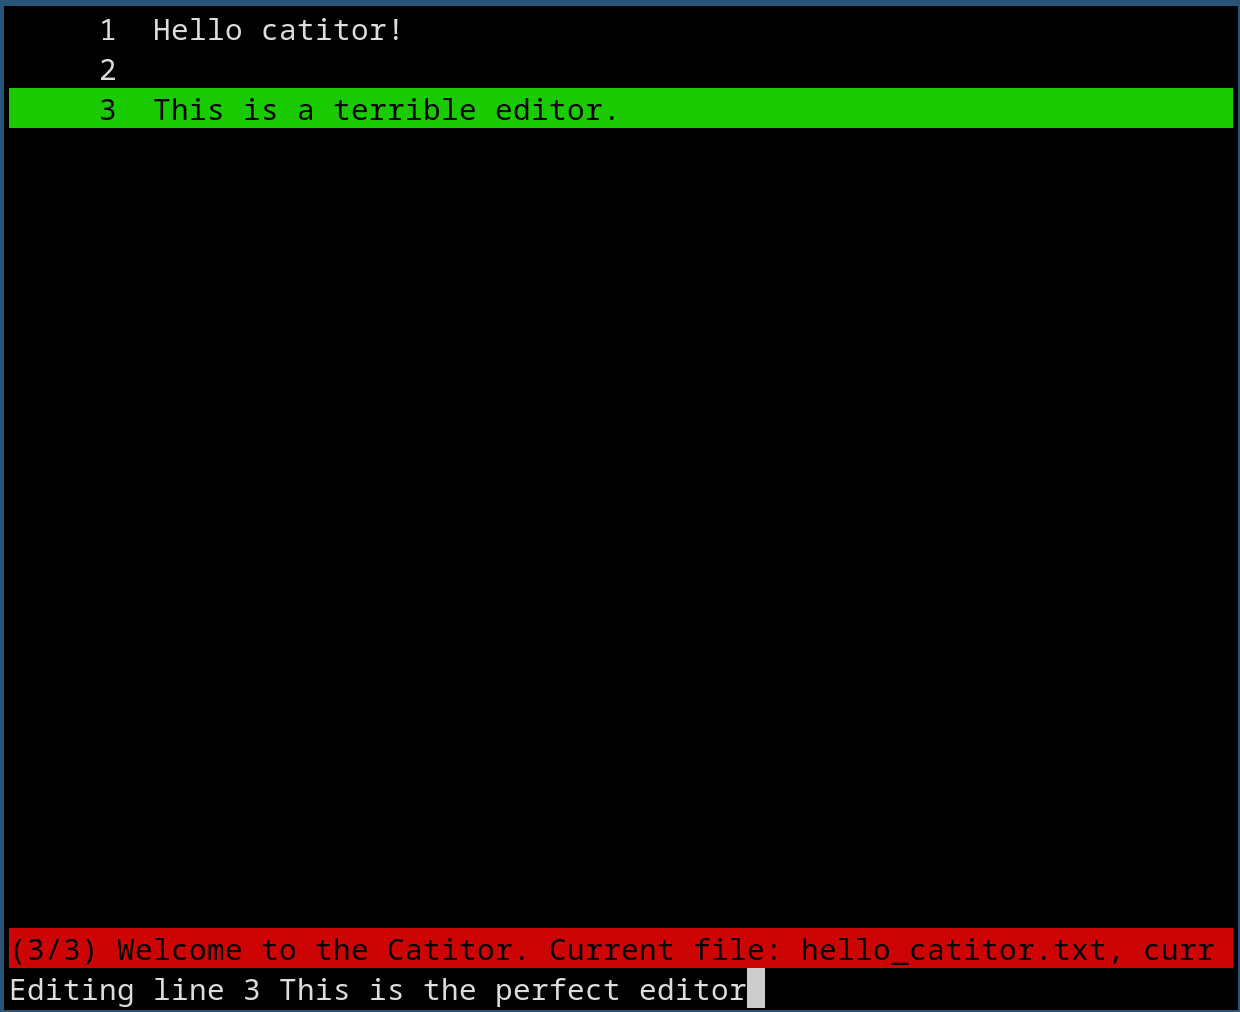 1 Hello catitor!
2
3 This is a terrible editor.
(3/3) Welcome to the Catitor. Current file: hello_catitor.txt, curr
Editing line 3 This is the perfect editor